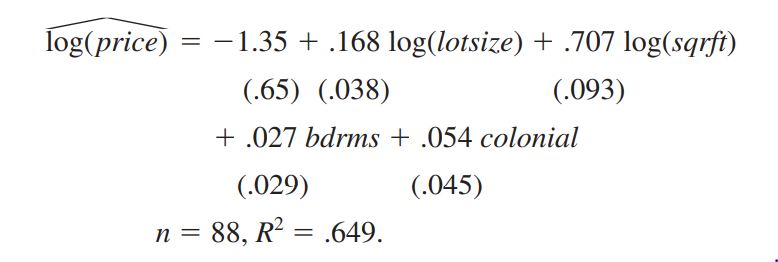 log(price) = −1.35 + .168 log(lotsize) + .707 log(sqrft)
(.65) (.038) (.093)
+ .027 bdrms + .054 colonial
(.029) (.045)
n = 88, R² = .649.